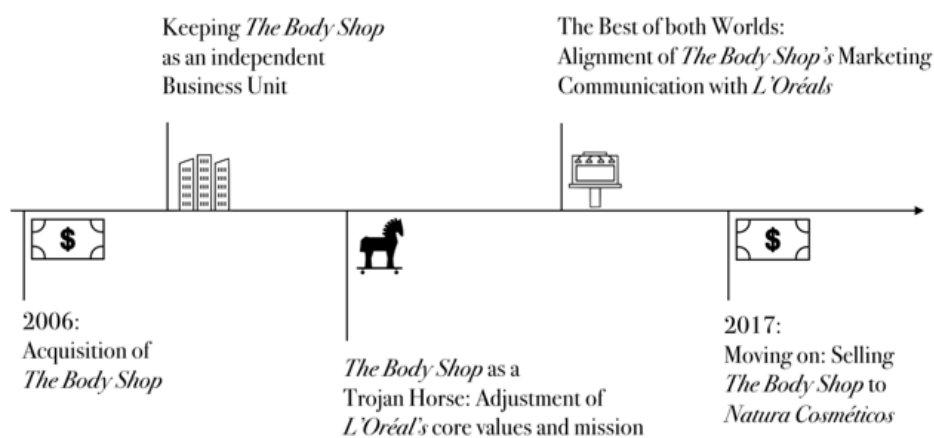 Keeping The Body Shop
as an independent
Business Unit
The Best of both Worlds:
Alignment of The Body Shop's Marketing
Communication with L'Oréals
$
$
2006:
Acquisition of
The Body Shop
The Body Shop as a
Trojan Horse: Adjustment of
L'Oréal's core values and mission
2017:
Moving on: Selling
The Body Shop to
Natura Cosméticos